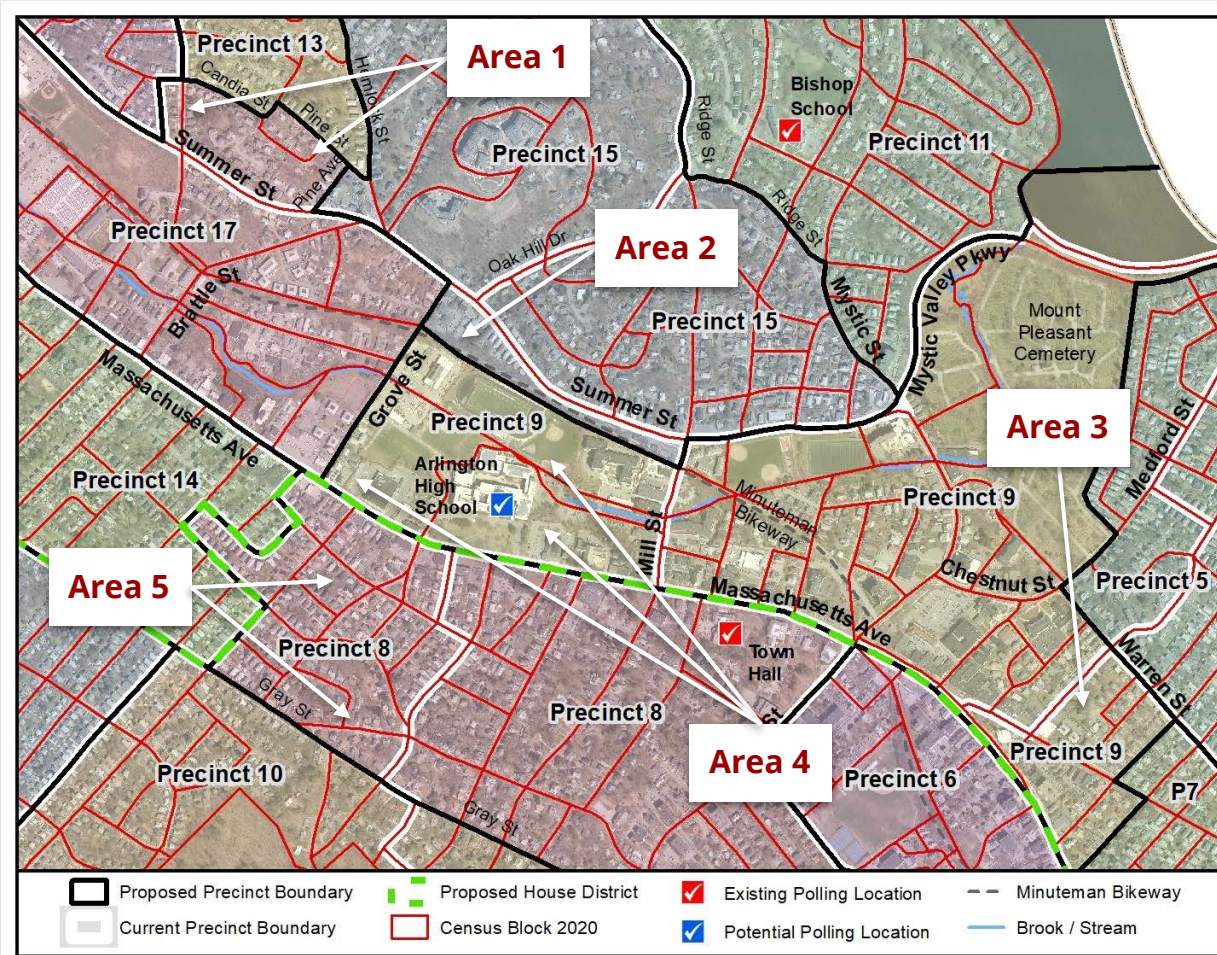 Precinct 13
Area 1
Candia St
Hemlock St
Pine St
Pine Ave
Summer St
Precinct 15
Ridge St
Bishop
School
Precinct 11
Precinct 17
Brattle St
Oak Hill Dr
Area 2
Ridge St
Precinct 15
Mystic St
Mystic Valley Pkwy
Mount
Pleasant
Cemetery
Massachusetts Ave
Grove St
Summer St
Precinct 9
Area 3
Medford St
Precinct 14
Arlington
High
School
Minuteman
Bikeway
Precinct 9
Mill St
Area 5
Massachusetts Ave
Chestnut St
Precinct 5
Town
Hall
Precinct 8
Warren St
Gray St
Precinct 8
St
Area 4
Precinct 9
Precinct 10
Precinct 6
P7
Gray St
Proposed Precinct Boundary
Proposed House District
Existing Polling Location
Minuteman Bikeway
Current Precinct Boundary
Census Block 2020
Potential Polling Location
Brook / Stream